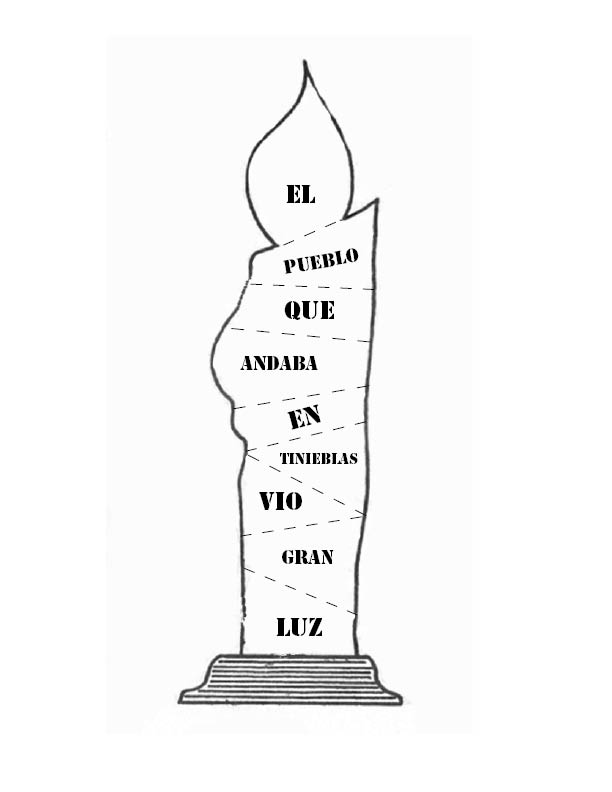 EL
PUEBLO
QUE
ANDABA
EN
TINIEBLAS
VIO
GRAN
LUZ